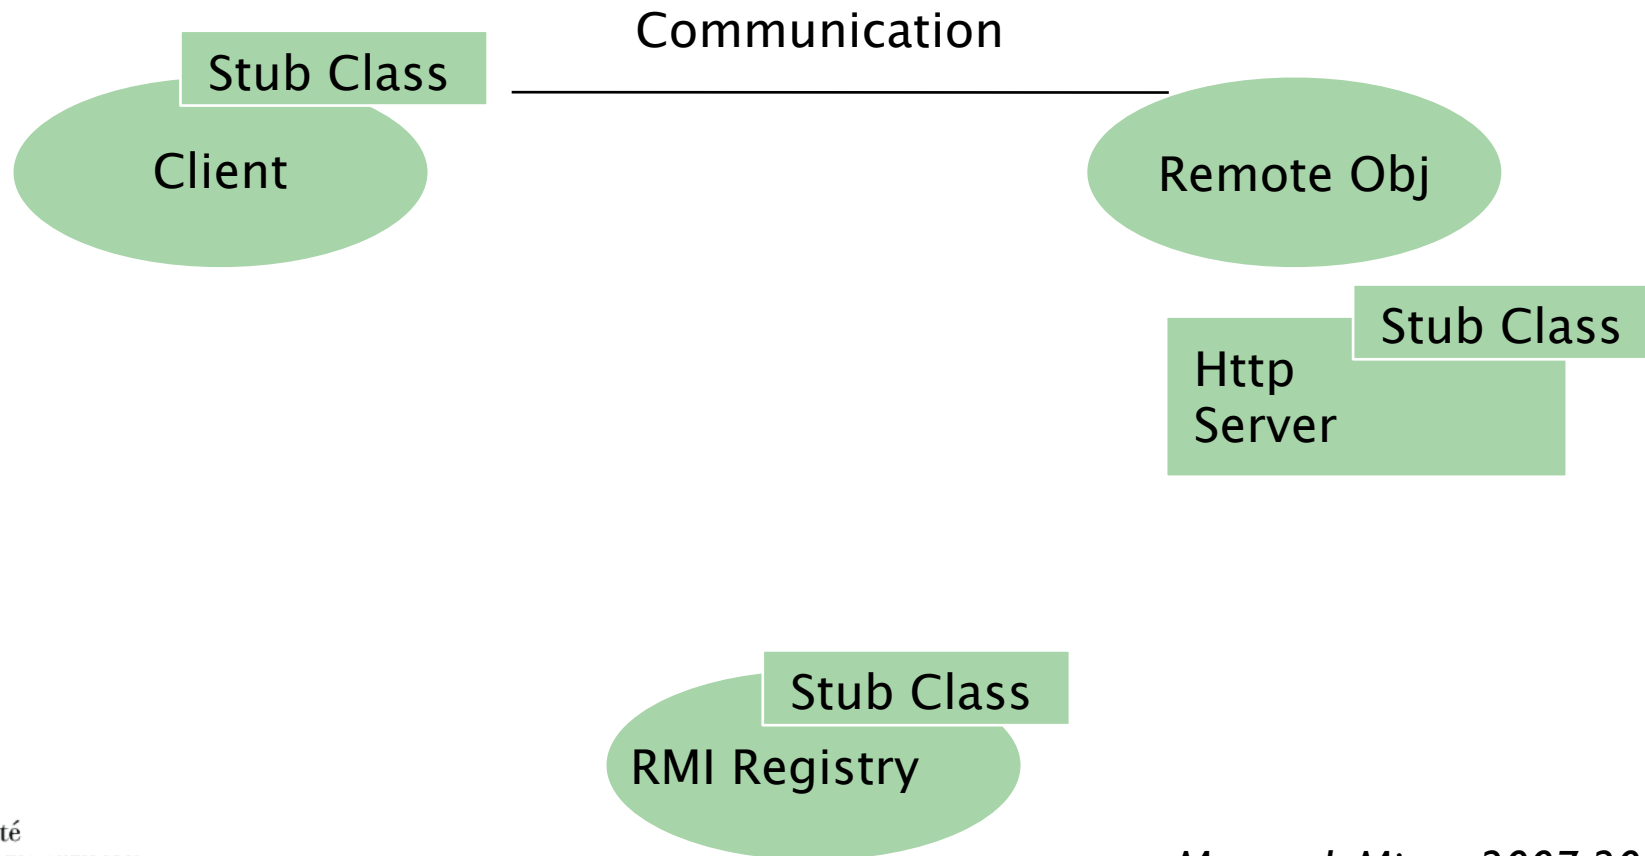 Communication
Stub Class
Client
Remote Obj
Stub Class
Http
Server
Stub Class
RMI Registry
té